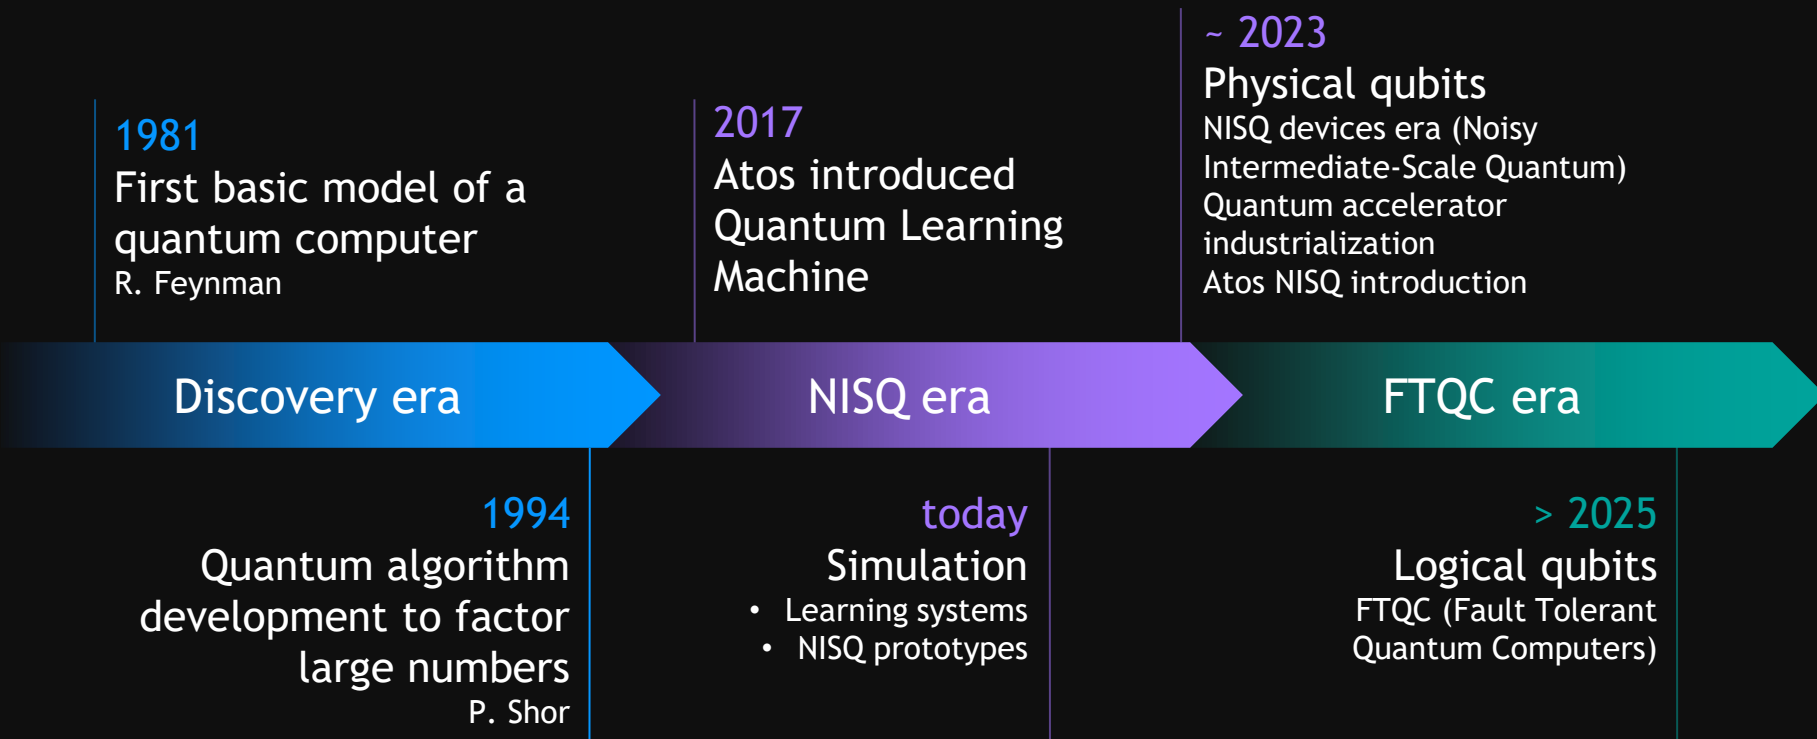 1981
First basic model of a
quantum computer
R. Feynman
2017
Atos introduced
Quantum Learning
Machine
~ 2023
Physical qubits
NISQ devices era (Noisy
Intermediate-Scale Quantum)
Quantum accelerator
industrialization
Atos NISQ introduction
Discovery era
NISQ era
FTQC era
1994
Quantum algorithm
development to factor
large numbers
P. Shor
today
Simulation
• Learning systems
• NISQ prototypes
> 2025
Logical qubits
FTQC (Fault Tolerant
Quantum Computers)